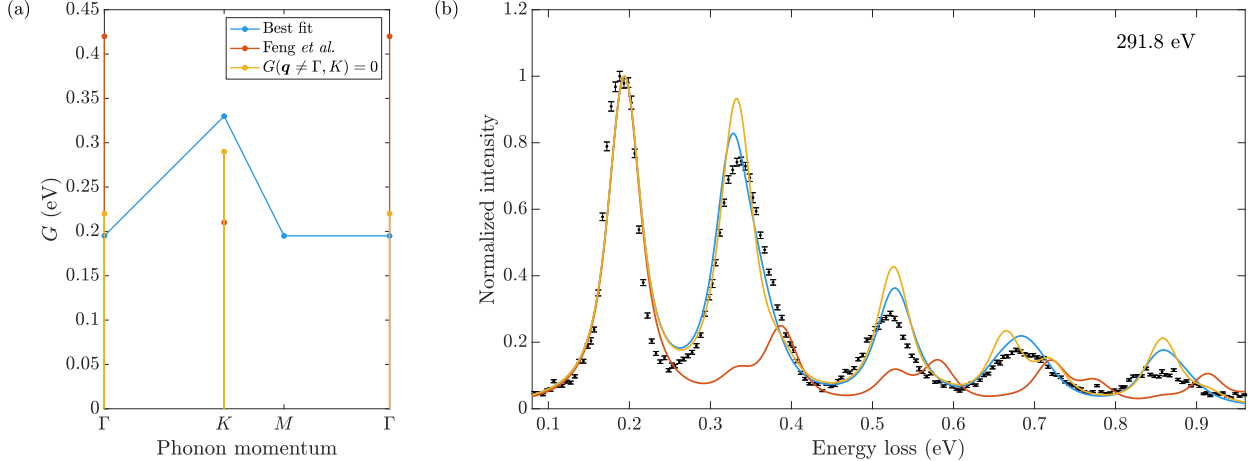 (a)
0.45
0.4
0.35
0.3
0.25
0.2
0.15
0.1
0.05
0
G (eV)
Best fit
Feng et al.
G(q ≠ Γ, K) = 0
Γ
K
M
Γ
Phonon momentum
(b)
1.2
1
0.8
0.6
0.4
0.2
0
Normalized intensity
291.8 eV
0.1
0.2
0.3
0.4
0.5
0.6
0.7
0.8
0.9
Energy loss (eV)